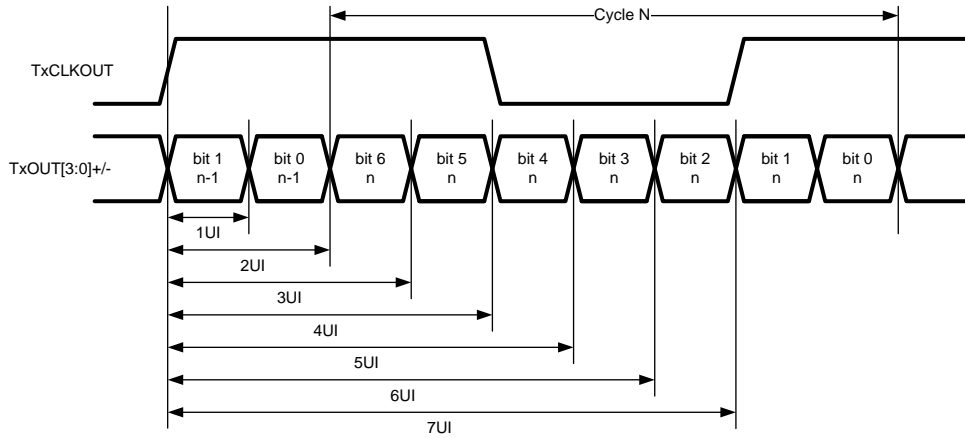 Cycle N
TxCLKOUT
TxOUT[3:0]+/-
bit 1
n-1
bit 0
n-1
bit 6
n
bit 5
n
bit 4
n
bit 3
n
bit 2
n
bit 1
n
bit 0
n
1UI
2UI
3UI
4UI
5UI
6UI
7UI